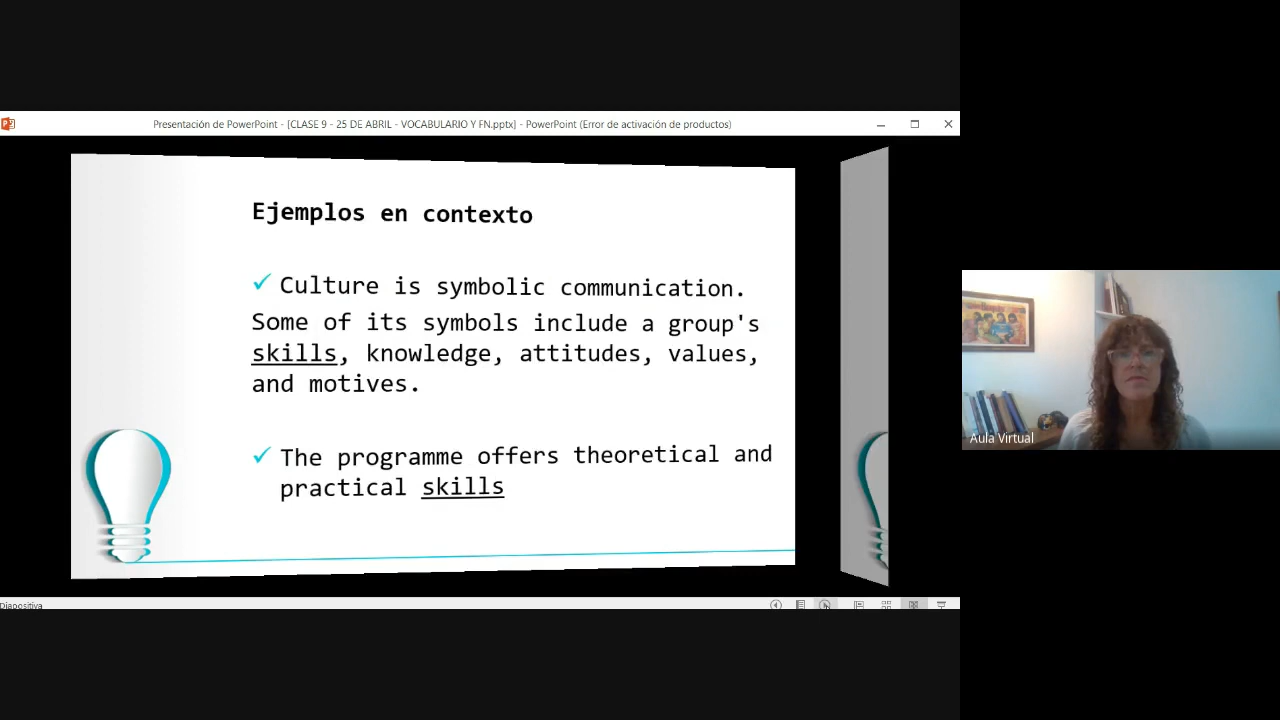 Presentación de PowerPoint - [CLASE 9 - 25 DE ABRIL - VOCABULARIO Y FN.pptx] - PowerPoint (Error de activación de productos)
Ejemplos en contexto
✓ Culture is symbolic communication.
Some of its symbols include a group's
skills, knowledge, attitudes, values,
and motives.
✓ The programme offers theoretical and
practical skills
Aula Virtual
Diapositiva